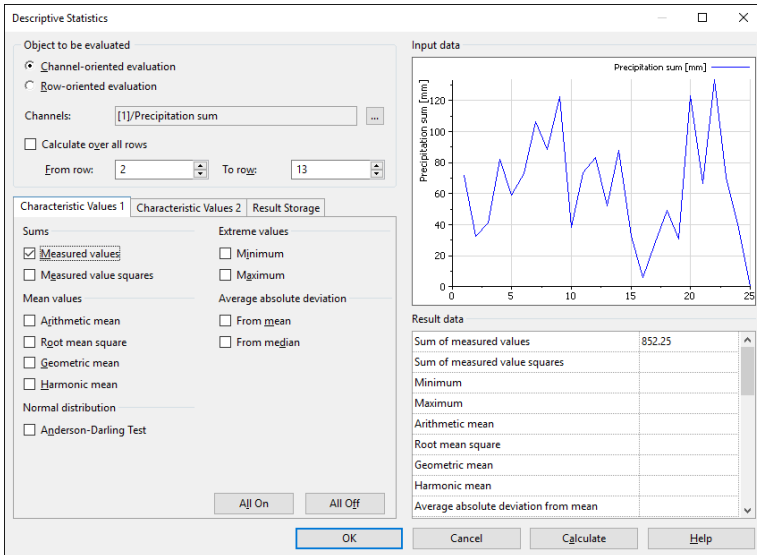 Descriptive Statistics
Object to be evaluated
Channel-oriented evaluation
Row-oriented evaluation
Channels: [1]/Precipitation sum ...
Calculate over all rows
From row: 2 To row: 13
Characteristic Values 1 Characteristic Values 2 Result Storage
Sums Extreme values
Measured values Minimum
Measured value squares Maximum
Mean values Average absolute deviation
Arithmetic mean From mean
Root mean square From median
Geometric mean
Harmonic mean
Normal distribution
Anderson-Darling Test
All On All Off
Input data
Precipitation sum [mm]
Precipitation sum [mm]
120
100
80
60
40
20
0
0 5 10 15 20 25
Result data
Sum of measured values 852.25
Sum of measured value squares
Minimum
Maximum
Arithmetic mean
Root mean square
Geometric mean
Harmonic mean
Average absolute deviation from mean
OK Cancel Calculate Help